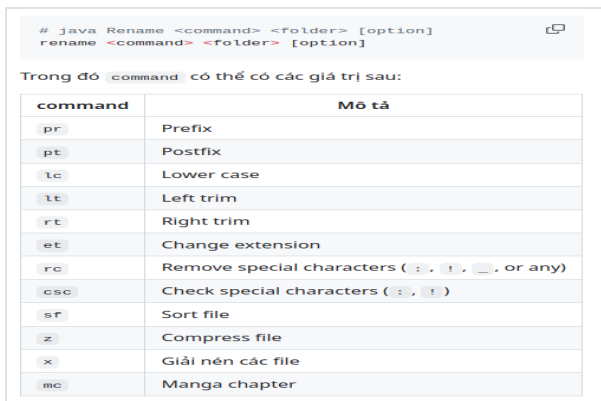 # java Rename <command> <folder> [option]
rename <command> <folder> [option]
Trong đó command có thể có các giá trị sau:
command Mô tả
pr Prefix
pt Postfix
lc Lower case
lt Left trim
rt Right trim
et Change extension
rc Remove special characters ( : , ! , _ , or any)
csc Check special characters ( : , ! )
sf Sort file
z Compress file
x Giải nén các file
mc Manga chapter